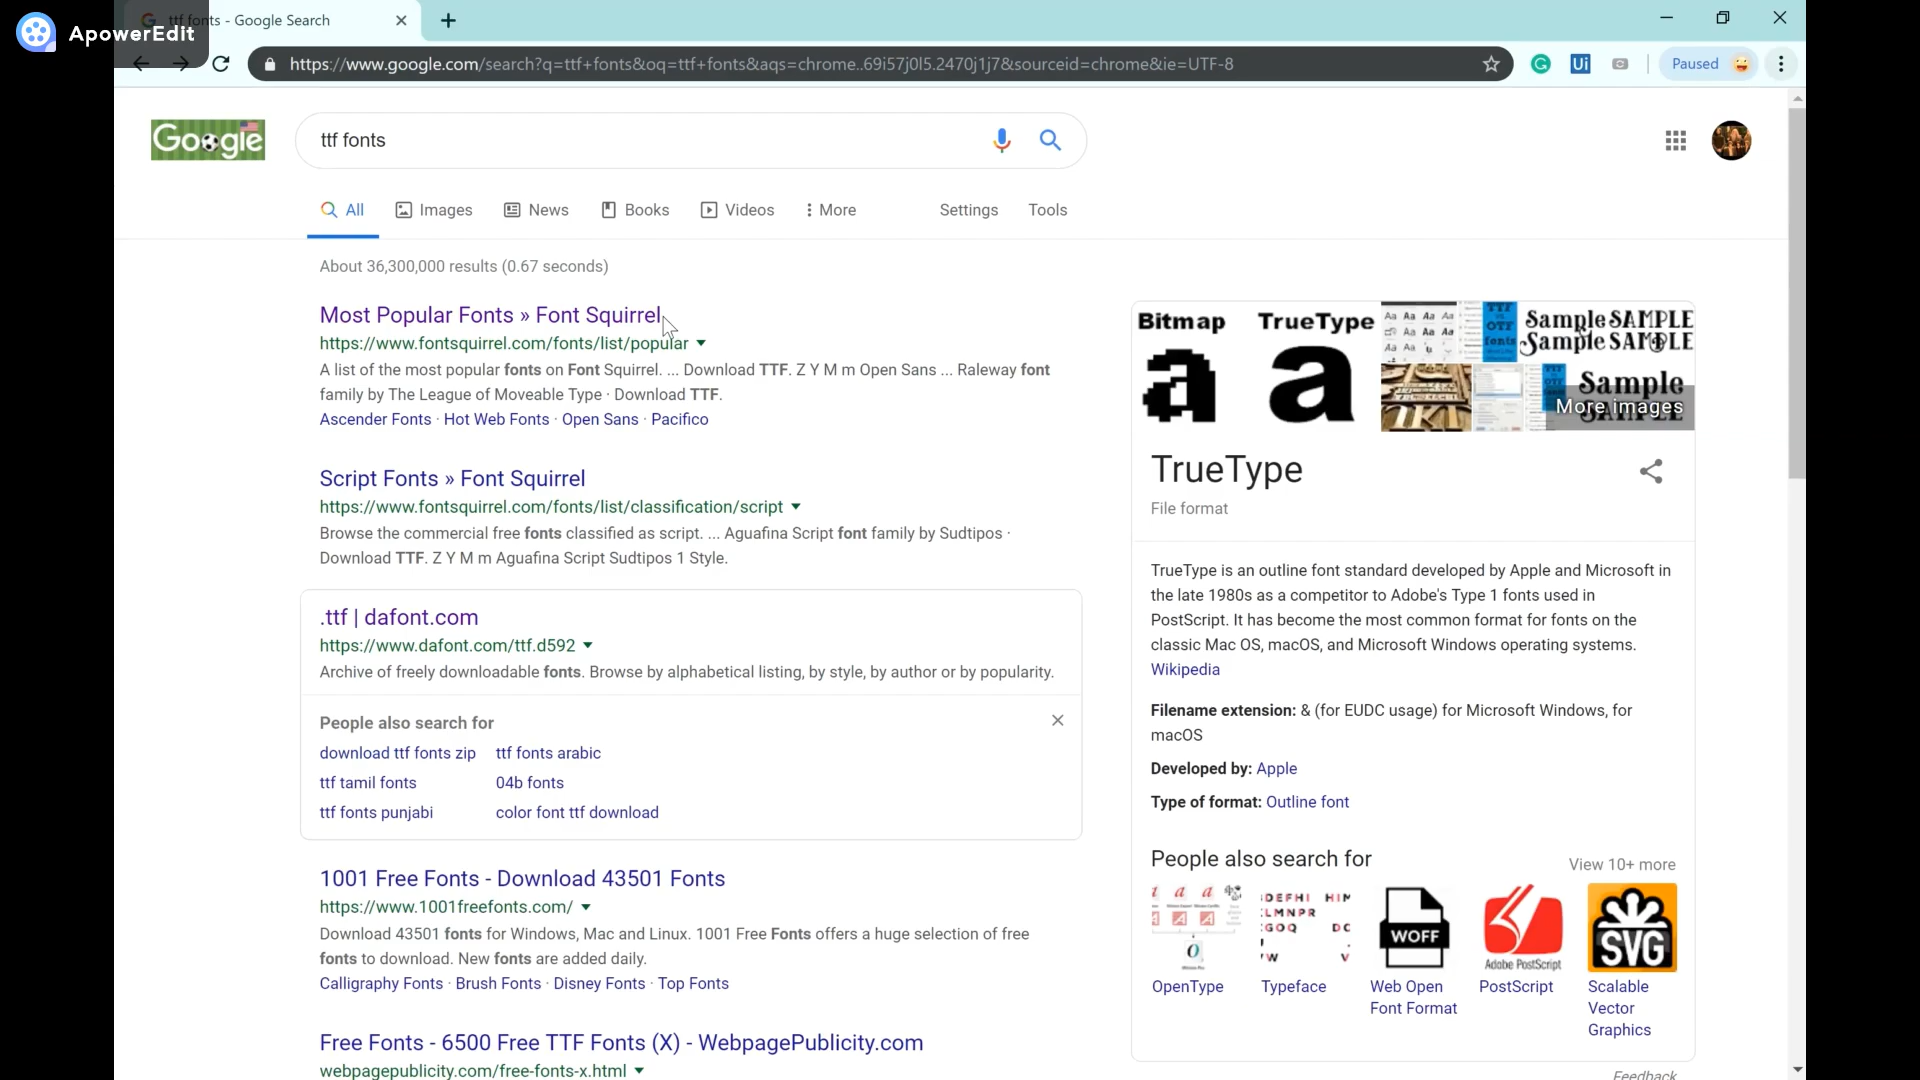 ApowerEdit
ttf fonts - Google Search
https://www.google.com/search?q=ttf+fonts&oq=ttf+fonts&aqs=chrome..69i57j0l5.2470j1j7&sourceid=chrome&ie=UTF-8
Ui
Paused
Google
ttf fonts
All
Images
News
Books
Videos
More
Settings
Tools
About 36,300,000 results (0.67 seconds)
Most Popular Fonts » Font Squirrel
https://www.fontsquirrel.com/fonts/list/popular
A list of the most popular fonts on Font Squirrel. ... Download TTF. Z Y M m Open Sans ... Raleway font
family by The League of Moveable Type · Download TTF.
Ascender Fonts · Hot Web Fonts · Open Sans · Pacifico
Script Fonts » Font Squirrel
https://www.fontsquirrel.com/fonts/list/classification/script
Browse the commercial free fonts classified as script. ... Aguafina Script font family by Sudtipos ·
Download TTF. Z Y M m Aguafina Script Sudtipos 1 Style.
.ttf | dafont.com
https://www.dafont.com/ttf.d592
Archive of freely downloadable fonts. Browse by alphabetical listing, by style, by author or by popularity.
People also search for
download ttf fonts zip
ttf fonts arabic
ttf tamil fonts
04b fonts
ttf fonts punjabi
color font ttf download
1001 Free Fonts - Download 43501 Fonts
https://www.1001freefonts.com/
Download 43501 fonts for Windows, Mac and Linux. 1001 Free Fonts offers a huge selection of free
fonts to download. New fonts are added daily.
Calligraphy Fonts · Brush Fonts · Disney Fonts · Top Fonts
Free Fonts - 6500 Free TTF Fonts (X) - WebpagePublicity.com
webpagepublicity.com/free-fonts-x.html
Bitmap
TrueType
a
a
Sample SAMPLE
Sample SAMPLE
Sample
SAMPLE
More images
TrueType
File format
TrueType is an outline font standard developed by Apple and Microsoft in
the late 1980s as a competitor to Adobe's Type 1 fonts used in
PostScript. It has become the most common format for fonts on the
classic Mac OS, macOS, and Microsoft Windows operating systems.
Wikipedia
Filename extension: & (for EUDC usage) for Microsoft Windows, for
macOS
Developed by: Apple
Type of format: Outline font
People also search for
View 10+ more
WOFF
Adobe PostScript
SVG
OpenType
Typeface
Web Open
Font Format
PostScript
Scalable
Vector
Graphics
Feedback